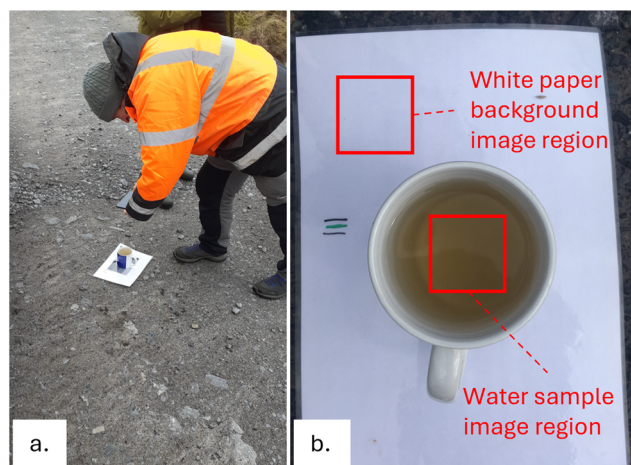 White paper
background
image region
Water sample
image region
a.
b.